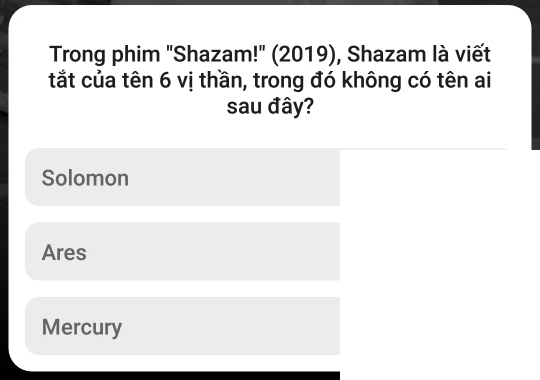 Trong phim "Shazam!" (2019), Shazam là viết
tắt của tên 6 vị thần, trong đó không có tên ai
sau đây?
Solomon
Ares
Mercury